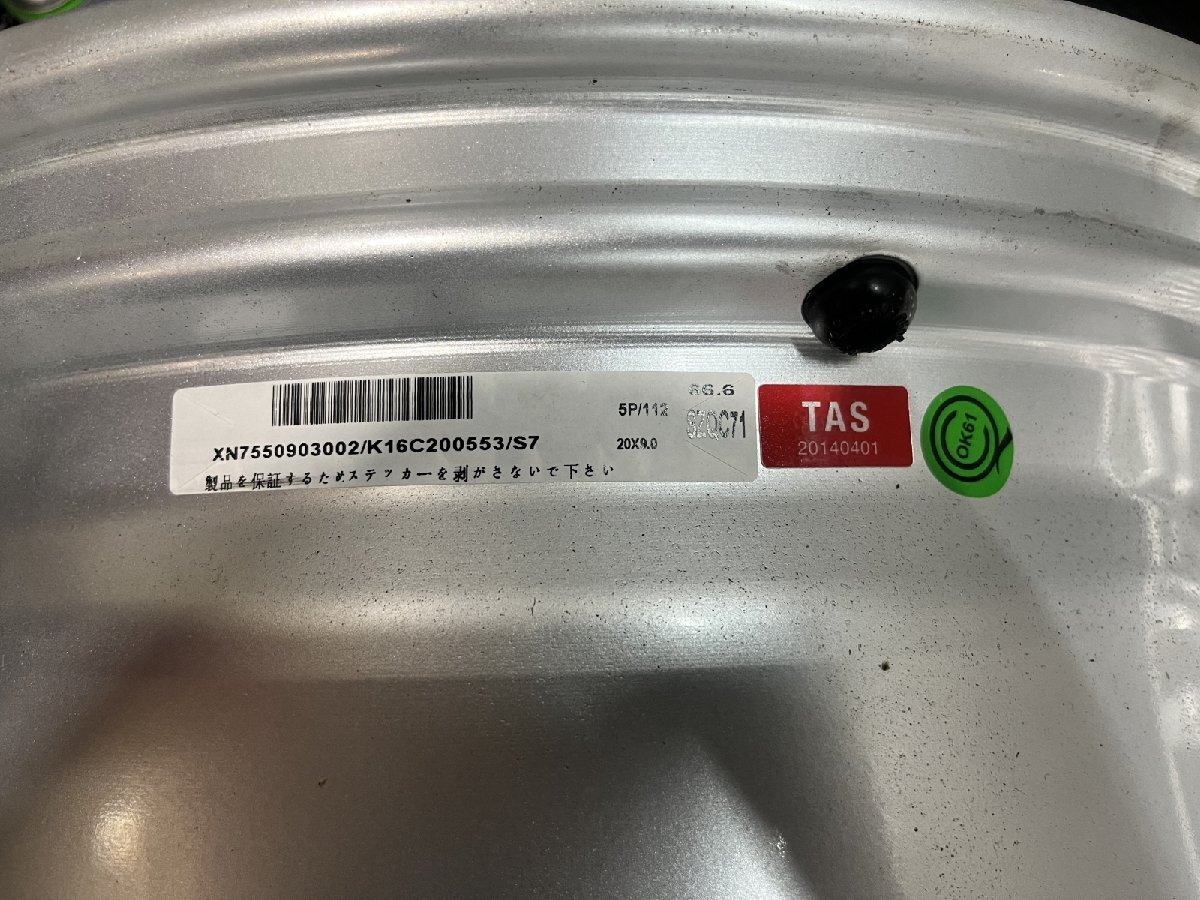 XN7550903002/K16C200553/S7
製品を保証するためステッカーを剥がさないで下さい
5P/112
20X9.0
TAS
20140401
OK61